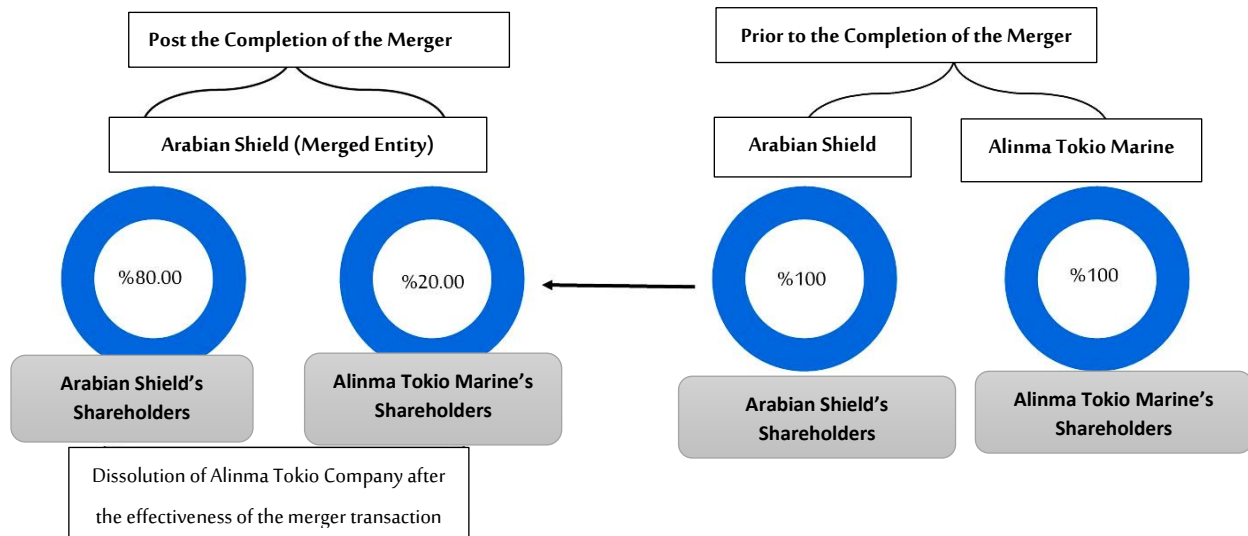 Post the Completion of the Merger
Prior to the Completion of the Merger
Arabian Shield (Merged Entity)
Arabian Shield
Alinma Tokio Marine
%80.00
%20.00
%100
%100
Arabian Shield's
Shareholders
Alinma Tokio Marine's
Shareholders
Arabian Shield's
Shareholders
Alinma Tokio Marine's
Shareholders
Dissolution of Alinma Tokio Company after
the effectiveness of the merger transaction